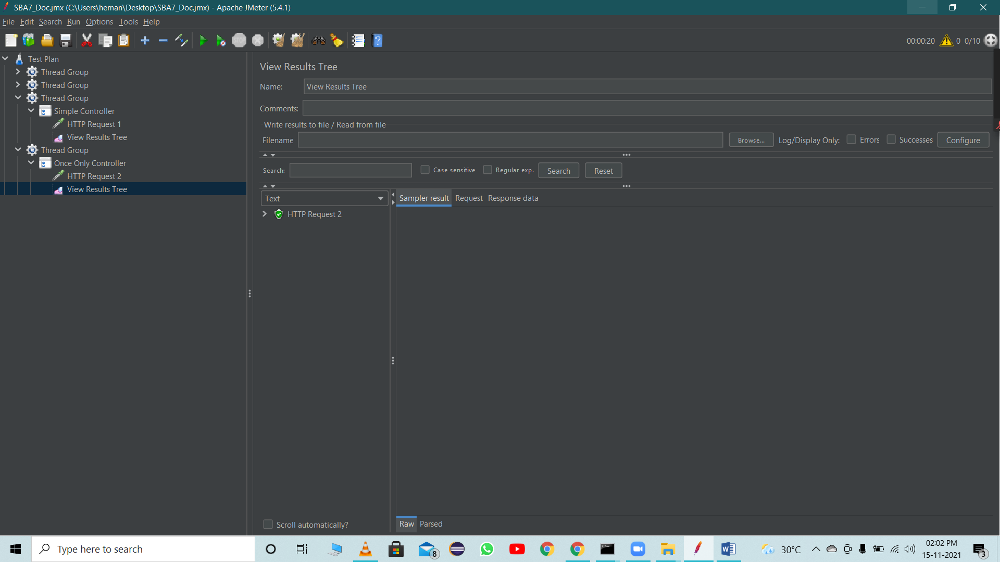 SBA7_Doc.jmx (C:\Users\heman\Desktop\SBA7_Doc.jmx) - Apache JMeter (5.4.1)
File Edit Search Run Options Tools Help
STOP
00:00:20 0 0/10
Test Plan
Thread Group
Thread Group
Thread Group
Simple Controller
HTTP Request 1
View Results Tree
Thread Group
Once Only Controller
HTTP Request 2
View Results Tree
View Results Tree
Name: View Results Tree
Comments:
Write results to file / Read from file
Filename Browse... Log/Display Only: Errors Successes Configure
Search: Case sensitive Regular exp. Search Reset
Text
Sampler result Request Response data
HTTP Request 2
Scroll automatically?
Raw Parsed
Type here to search
8
30°C
02:02 PM
15-11-2021
3